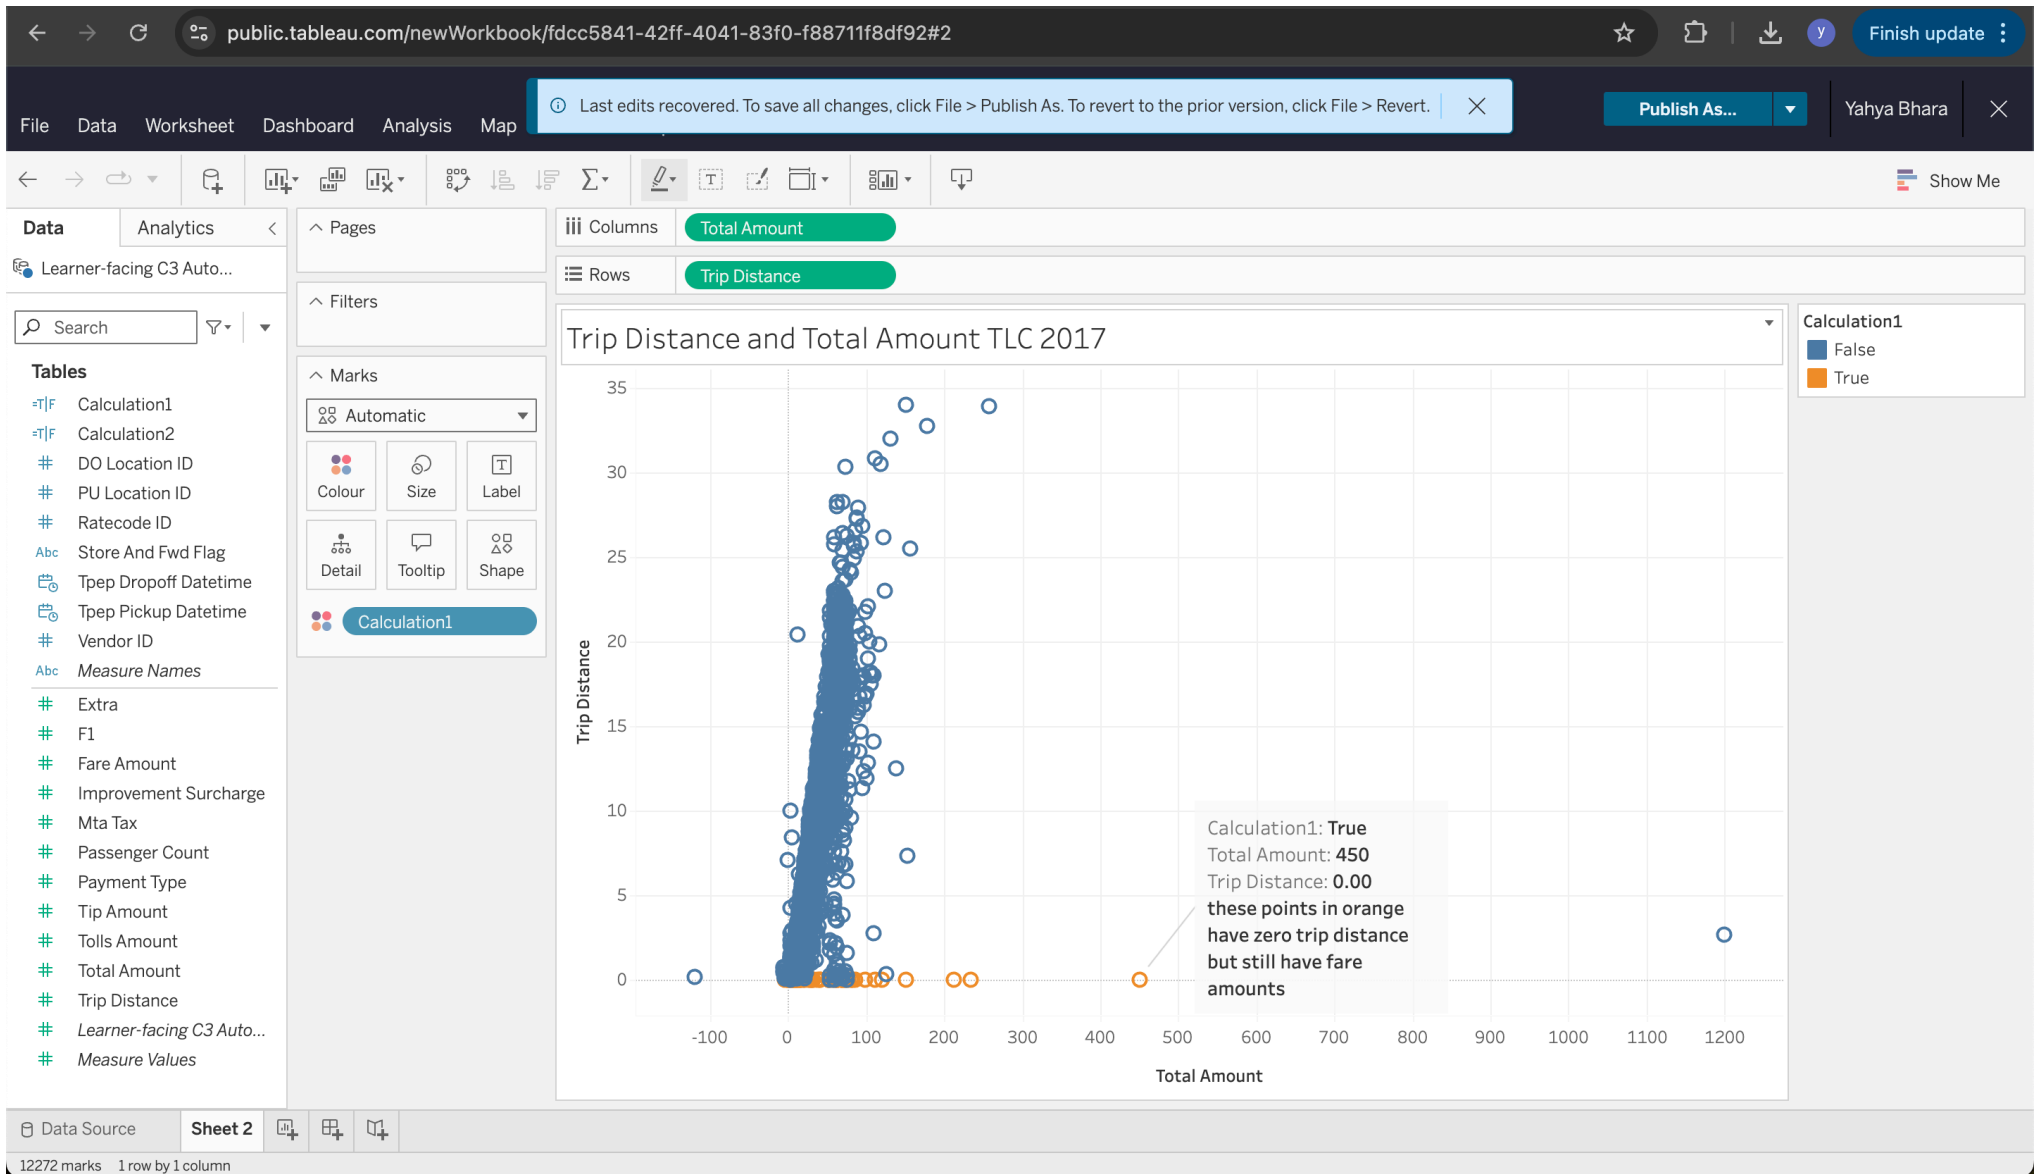 public.tableau.com/newWorkbook/fdcc5841-42ff-4041-83f0-f88711f8df92#2
y
Finish update
Last edits recovered. To save all changes, click File > Publish As. To revert to the prior version, click File > Revert.
File Data Worksheet Dashboard Analysis Map
Publish As...
Yahya Bhara
Show Me
Data
Analytics
Learner-facing C3 Auto...
Search
Tables
=T|F Calculation1
=T|F Calculation2
DO Location ID
PU Location ID
Ratecode ID
Abc Store And Fwd Flag
Tpep Dropoff Datetime
Tpep Pickup Datetime
Vendor ID
Abc Measure Names
Extra
F1
Fare Amount
Improvement Surcharge
Mta Tax
Passenger Count
Payment Type
Tip Amount
Tolls Amount
Total Amount
Trip Distance
Learner-facing C3 Auto...
Measure Values
Pages
Filters
Marks
Automatic
Colour
Size
Label
Detail
Tooltip
Shape
Calculation1
Columns
Total Amount
Rows
Trip Distance
Trip Distance and Total Amount TLC 2017
35
30
25
20
15
10
5
0
Trip Distance
-100 0 100 200 300 400 500 600 700 800 900 1000 1100 1200
Total Amount
Calculation1: True
Total Amount: 450
Trip Distance: 0.00
these points in orange
have zero trip distance
but still have fare
amounts
Calculation1
False
True
Data Source
Sheet 2
12272 marks 1 row by 1 column